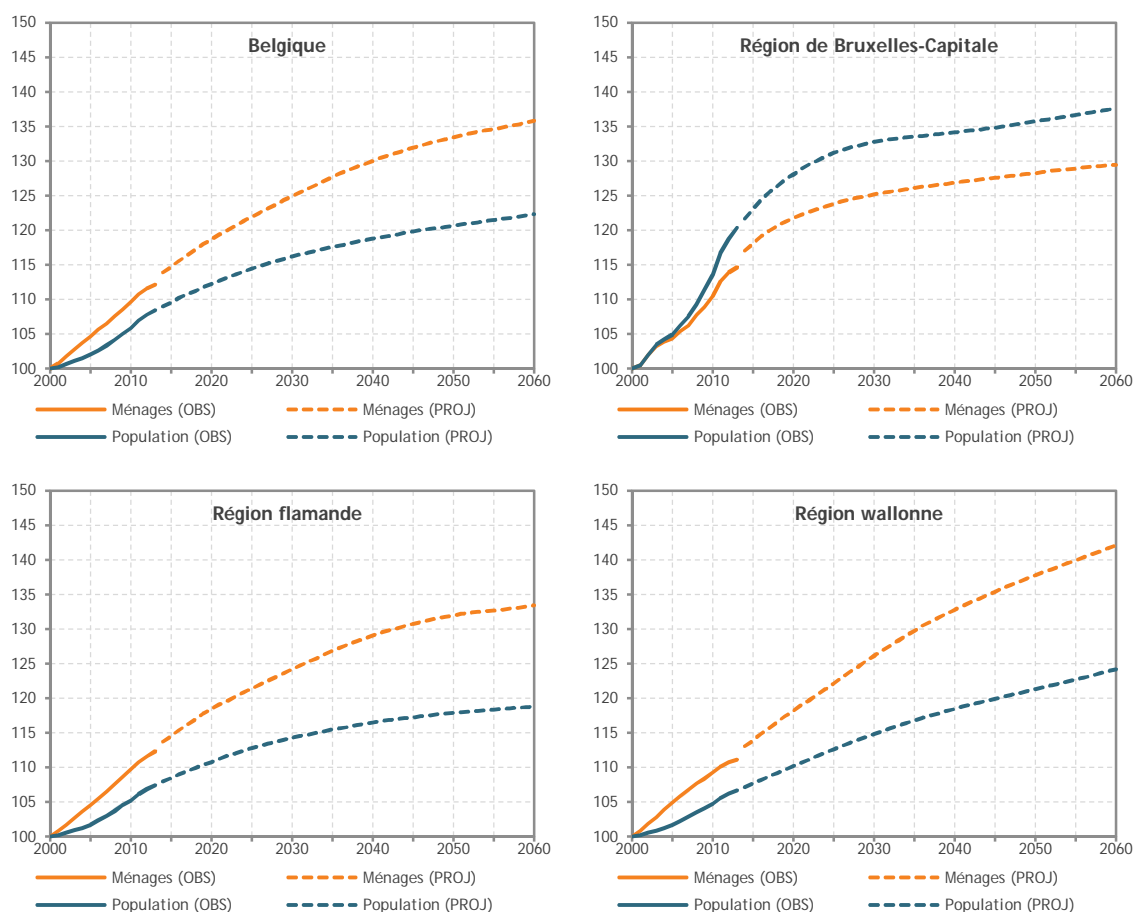 Belgique
150
145
140
135
130
125
120
115
110
105
100
2000 2010 2020 2030 2040 2050 2060
Ménages (OBS) Ménages (PROJ)
Population (OBS) Population (PROJ)
Région de Bruxelles-Capitale
150
145
140
135
130
125
120
115
110
105
100
2000 2010 2020 2030 2040 2050 2060
Ménages (OBS) Ménages (PROJ)
Population (OBS) Population (PROJ)
Région flamande
150
145
140
135
130
125
120
115
110
105
100
2000 2010 2020 2030 2040 2050 2060
Ménages (OBS) Ménages (PROJ)
Population (OBS) Population (PROJ)
Région wallonne
150
145
140
135
130
125
120
115
110
105
100
2000 2010 2020 2030 2040 2050 2060
Ménages (OBS) Ménages (PROJ)
Population (OBS) Population (PROJ)